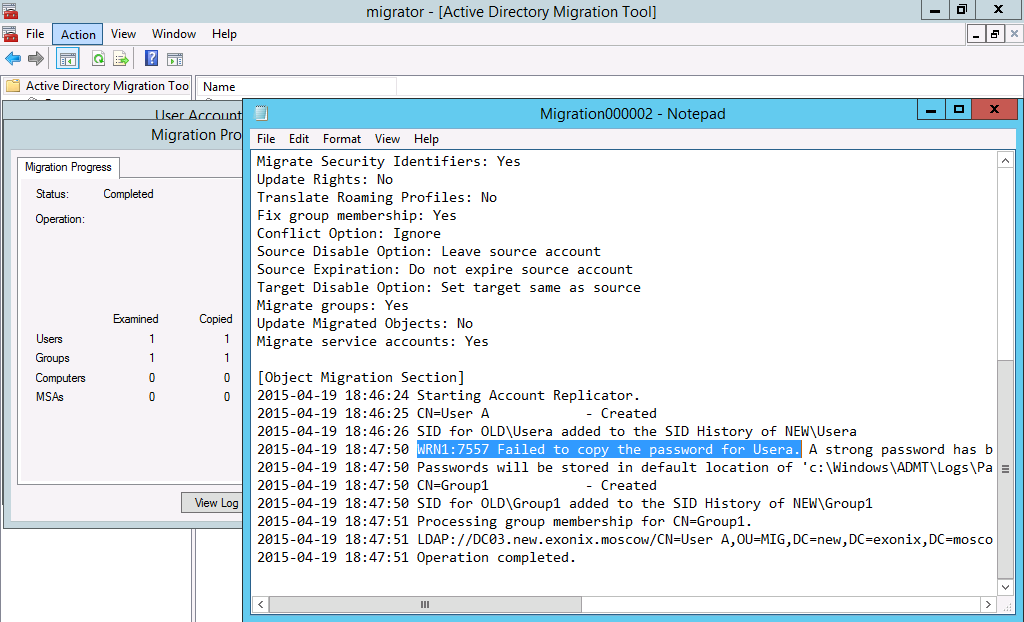 migrator - [Active Directory Migration Tool]
File Action View Window Help
Active Directory Migration Too
Name
User Account
Migration Pro
Migration Progress
Status: Completed
Operation:
Examined Copied
Users 1 1
Groups 1 1
Computers 0 0
MSAs 0 0
View Log
Migration000002 - Notepad
File Edit Format View Help
Migrate Security Identifiers: Yes
Update Rights: No
Translate Roaming Profiles: No
Fix group membership: Yes
Conflict Option: Ignore
Source Disable Option: Leave source account
Source Expiration: Do not expire source account
Target Disable Option: Set target same as source
Migrate groups: Yes
Update Migrated Objects: No
Migrate service accounts: Yes
[Object Migration Section]
2015-04-19 18:46:24 Starting Account Replicator.
2015-04-19 18:46:25 CN=User A - Created
2015-04-19 18:46:26 SID for OLD\Usera added to the SID History of NEW\Usera
2015-04-19 18:47:50 WRN1:7557 Failed to copy the password for Usera. A strong password has b
2015-04-19 18:47:50 Passwords will be stored in default location of 'c:\Windows\ADMT\Logs\Pa
2015-04-19 18:47:50 CN=Group1 - Created
2015-04-19 18:47:50 SID for OLD\Group1 added to the SID History of NEW\Group1
2015-04-19 18:47:51 Processing group membership for CN=Group1.
2015-04-19 18:47:51 LDAP://DC03.new.exonix.moscow/CN=User A,OU=MIG,DC=new,DC=exonix,DC=mosco
2015-04-19 18:47:51 Operation completed.